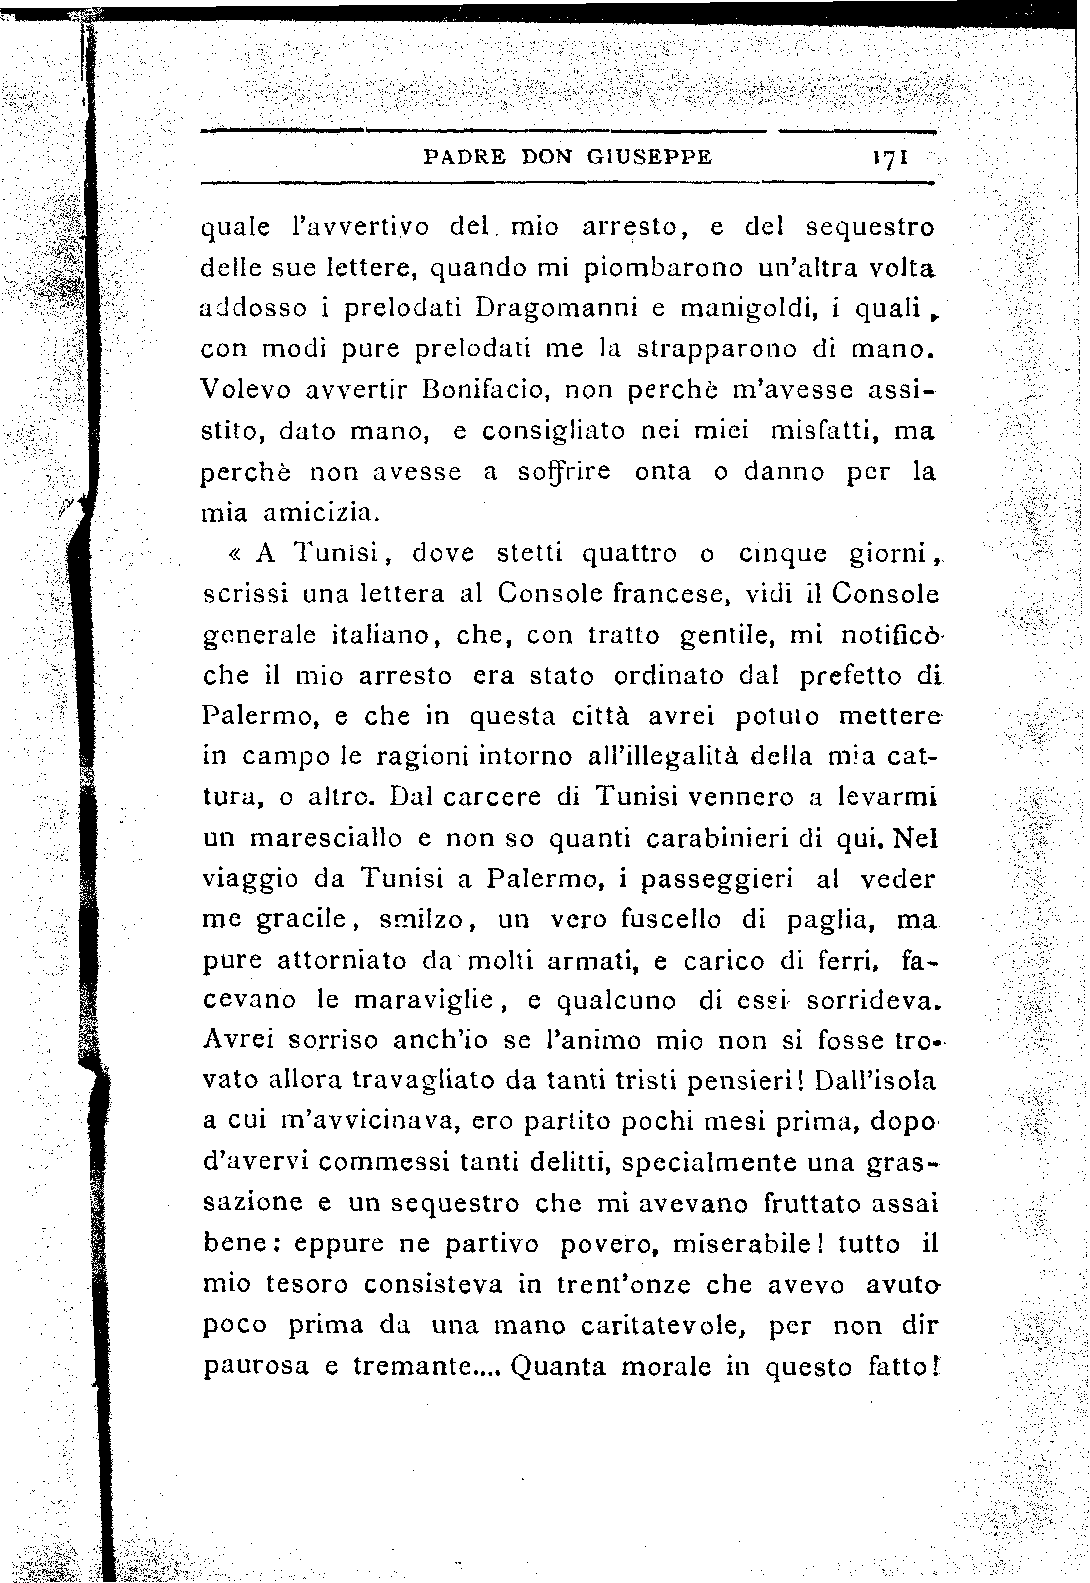 PADRE DON GIUSEPPE 171
quale l'avvertivo del mio arresto, e del sequestro
delle sue lettere, quando mi piombarono un'altra volta
addosso i prelodati Dragomanni e manigoldi, i quali,
con modi pure prelodati me la strapparono di mano.
Volevo avvertir Bonifacio, non perchè m'avesse assi-
stito, dato mano, e consigliato nei miei misfatti, ma
perchè non avesse a soffrire onta o danno per la
mia amicizia.
« A Tunisi, dove stetti quattro o cinque giorni,
scrissi una lettera al Console francese, vidi il Console
generale italiano, che, con tratto gentile, mi notificò
che il mio arresto era stato ordinato dal prefetto di
Palermo, e che in questa città avrei potuto mettere
in campo le ragioni intorno all'illegalità della mia cat-
tura, o altro. Dal carcere di Tunisi vennero a levarmi
un maresciallo e non so quanti carabinieri di qui. Nel
viaggio da Tunisi a Palermo, i passeggieri al veder
me gracile, smilzo, un vero fuscello di paglia, ma
pure attorniato da molti armati, e carico di ferri, fa-
cevano le maraviglie, e qualcuno di essi sorrideva.
Avrei sorriso anch'io se l'animo mio non si fosse tro-
vato allora travagliato da tanti tristi pensieri! Dall'isola
a cui m'avvicinava, ero partito pochi mesi prima, dopo
d'avervi commessi tanti delitti, specialmente una gras-
sazione e un sequestro che mi avevano fruttato assai
bene: eppure ne partivo povero, miserabile! tutto il
mio tesoro consisteva in trent'onze che avevo avuto
poco prima da una mano caritatevole, per non dir
paurosa e tremante.... Quanta morale in questo fatto!